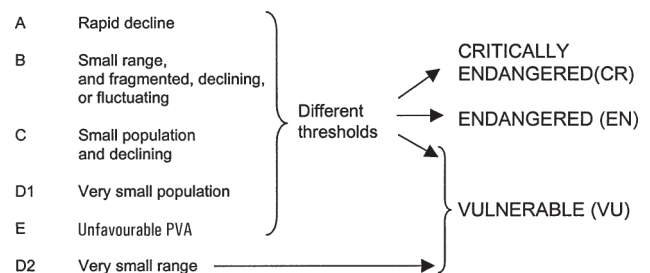 A Rapid decline
B Small range,
and fragmented, declining,
or fluctuating
C Small population
and declining
D1 Very small population
E Unfavourable PVA
D2 Very small range
Different
thresholds
CRITICALLY
ENDANGERED(CR)
ENDANGERED (EN)
VULNERABLE (VU)